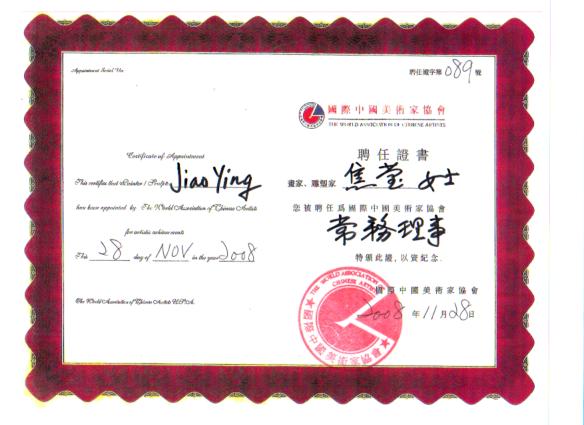 Appointment Serial No
Certificate of Appointment
This certifies that Painter / Sculptor Jiao Ying
has been appointed by The World Association of Chinese Artists
for artistic achievements
This 28 day of NOV in the year 2008
The World Association of Chinese Artists U.S.A.
聘任證字第 089 號
國際中國美術家協會
THE WORLD ASSOCIATION OF CHINESE ARTISTS
聘任證書
畫家、雕塑家 焦莹 女士
您被聘任爲國際中國美術家協會
常務理事
特頒此證，以資紀念.
國際中國美術家協會
2008 年 11 月 28 日
THE WORLD ASSOCIATION
CHINESE ARTISTS
國際中國美術家協會